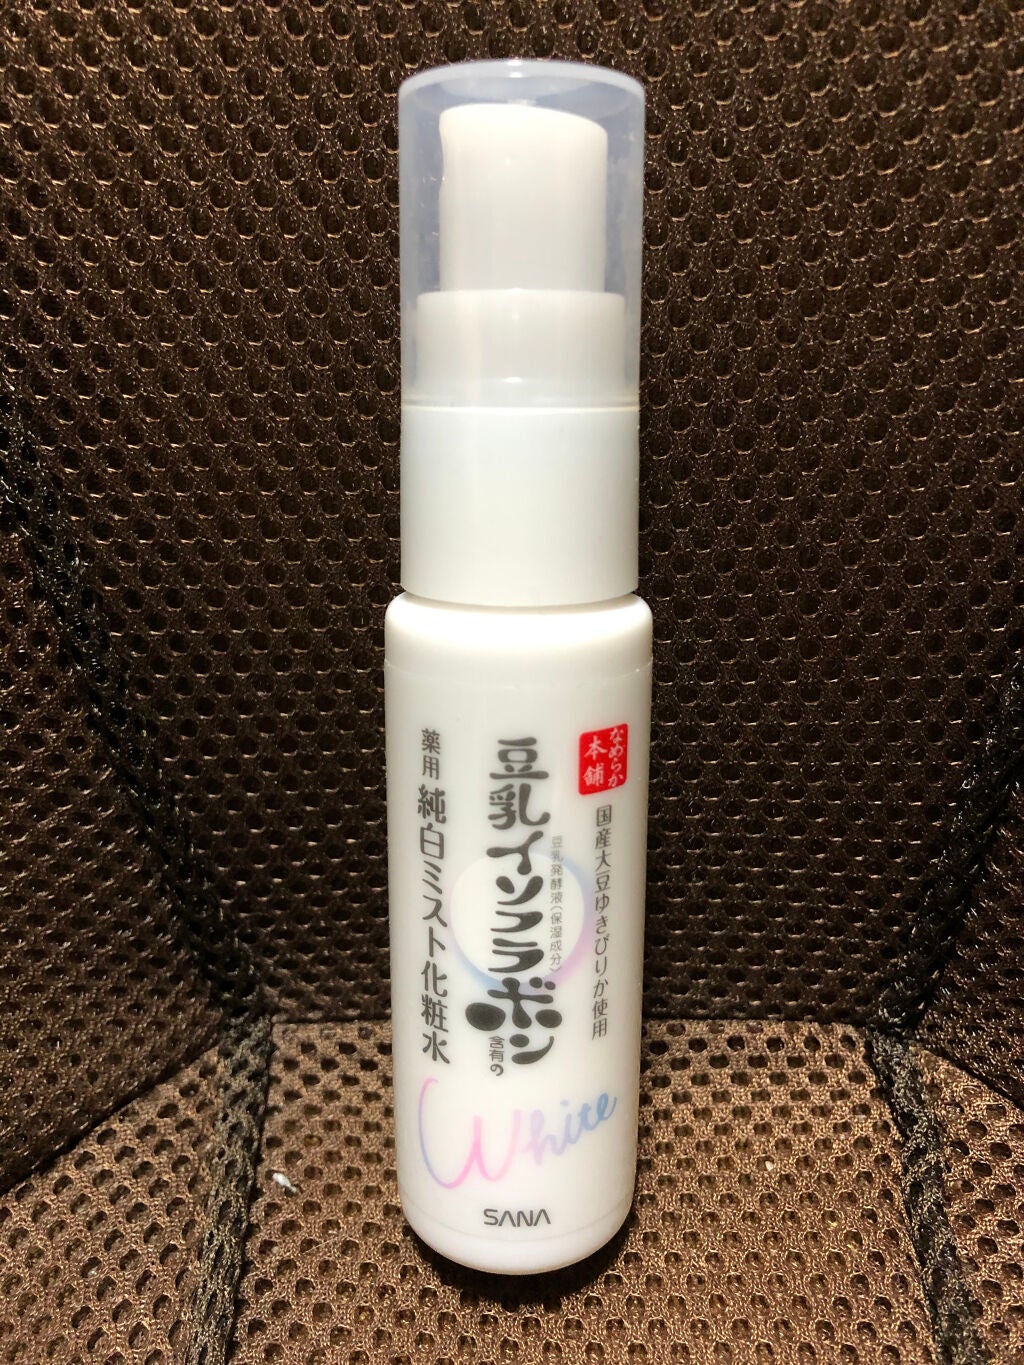 なめらか
本舗
国産大豆ゆきぴりか使用
豆乳発酵液(保湿成分)
豆乳イソフラボン
含有の
薬用 純白ミスト化粧水
White
SANA